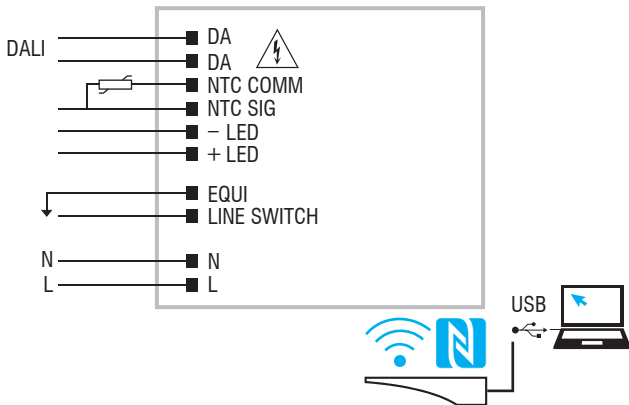 DALI
DA
DA
NTC COMM
NTC SIG
– LED
+ LED
EQUI
LINE SWITCH
N N
L L
USB